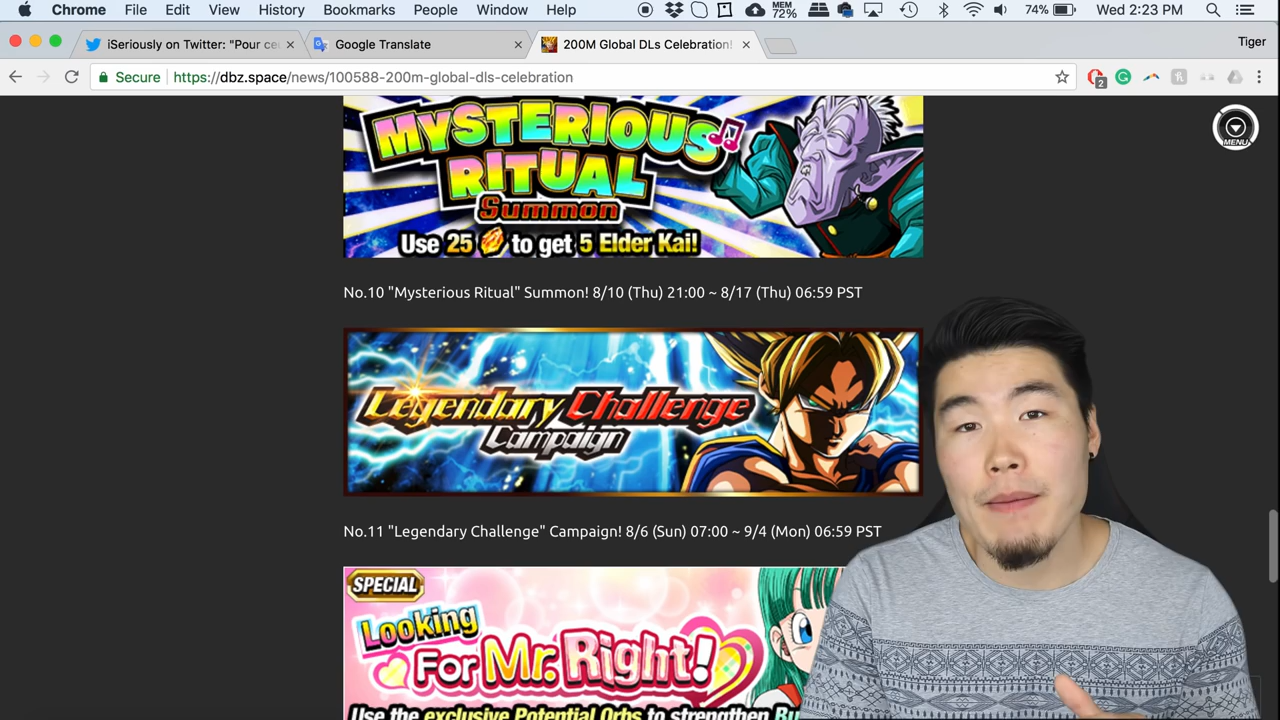 Chrome File Edit View History Bookmarks People Window Help MEM 72% 74% Wed 2:23 PM
iSeriously on Twitter: "Pour ce
Google Translate
200M Global DLs Celebration!
Tiger
Secure https://dbz.space/news/100588-200m-global-dls-celebration
2
MENU
MYSTERIOUS
RITUAL
Summon
Use 25 to get 5 Elder Kai!
No.10 "Mysterious Ritual" Summon! 8/10 (Thu) 21:00 ~ 8/17 (Thu) 06:59 PST
Legendary Challenge
Campaign
No.11 "Legendary Challenge" Campaign! 8/6 (Sun) 07:00 ~ 9/4 (Mon) 06:59 PST
SPECIAL
Looking
For Mr. Right!
Use the exclusive Potential Orbs to strengthen Bu